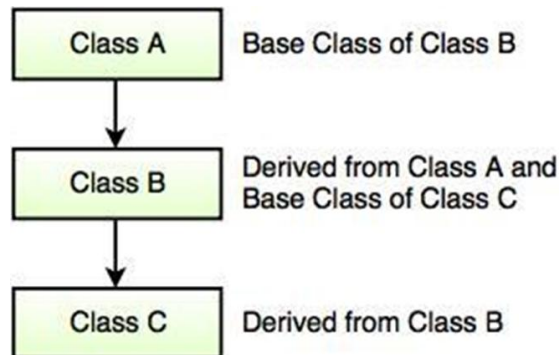 Class A
Base Class of Class B
Class B
Derived from Class A and
Base Class of Class C
Class C
Derived from Class B